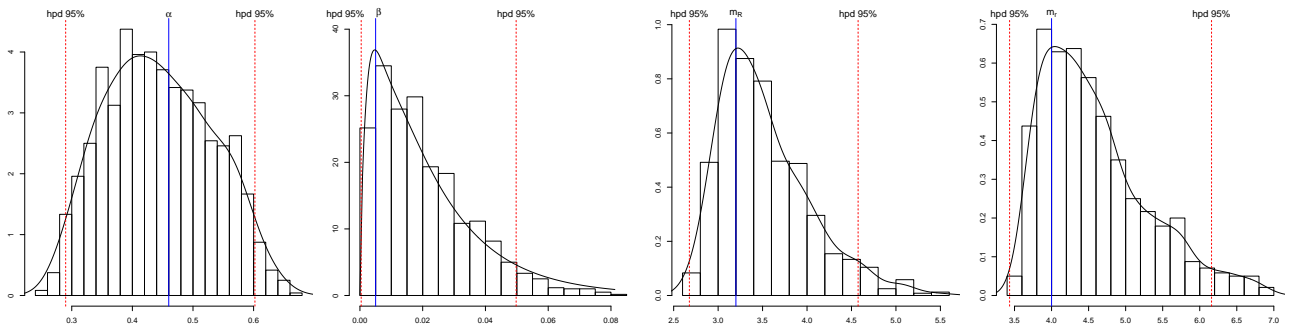 hpd 95% α hpd 95%
0 1 2 3 4
0.3 0.4 0.5 0.6
hpd 95% β hpd 95%
0 10 20 30 40
0.00 0.02 0.04 0.06 0.08
hpd 95% mR hpd 95%
0.0 0.2 0.4 0.6 0.8 1.0
2.5 3.0 3.5 4.0 4.5 5.0 5.5
hpd 95% mr hpd 95%
0.0 0.1 0.2 0.3 0.4 0.5 0.6 0.7
3.5 4.0 4.5 5.0 5.5 6.0 6.5 7.0